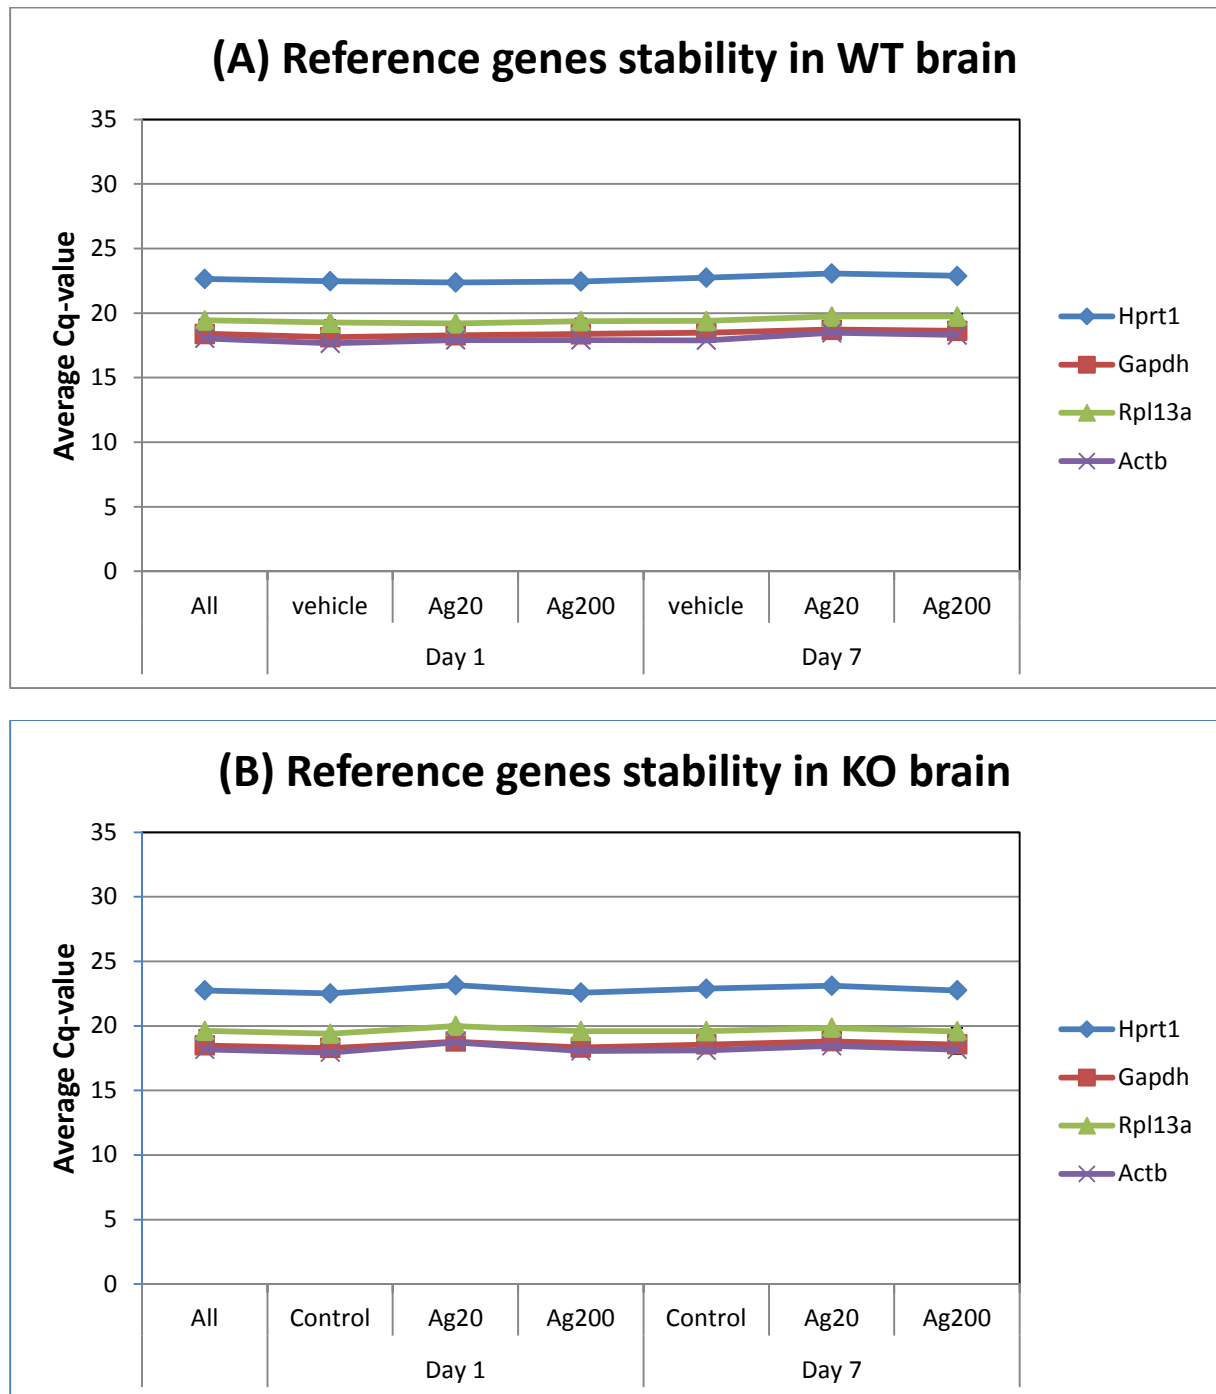 (A) Reference genes stability in WT brain
35
30
25
20
15
10
5
0
Average Cq-value
All vehicle Ag20 Ag200 vehicle Ag20 Ag200
Day 1 Day 7
Hprt1
Gapdh
Rpl13a
Actb
(B) Reference genes stability in KO brain
35
30
25
20
15
10
5
0
Average Cq-value
All Control Ag20 Ag200 Control Ag20 Ag200
Day 1 Day 7
Hprt1
Gapdh
Rpl13a
Actb